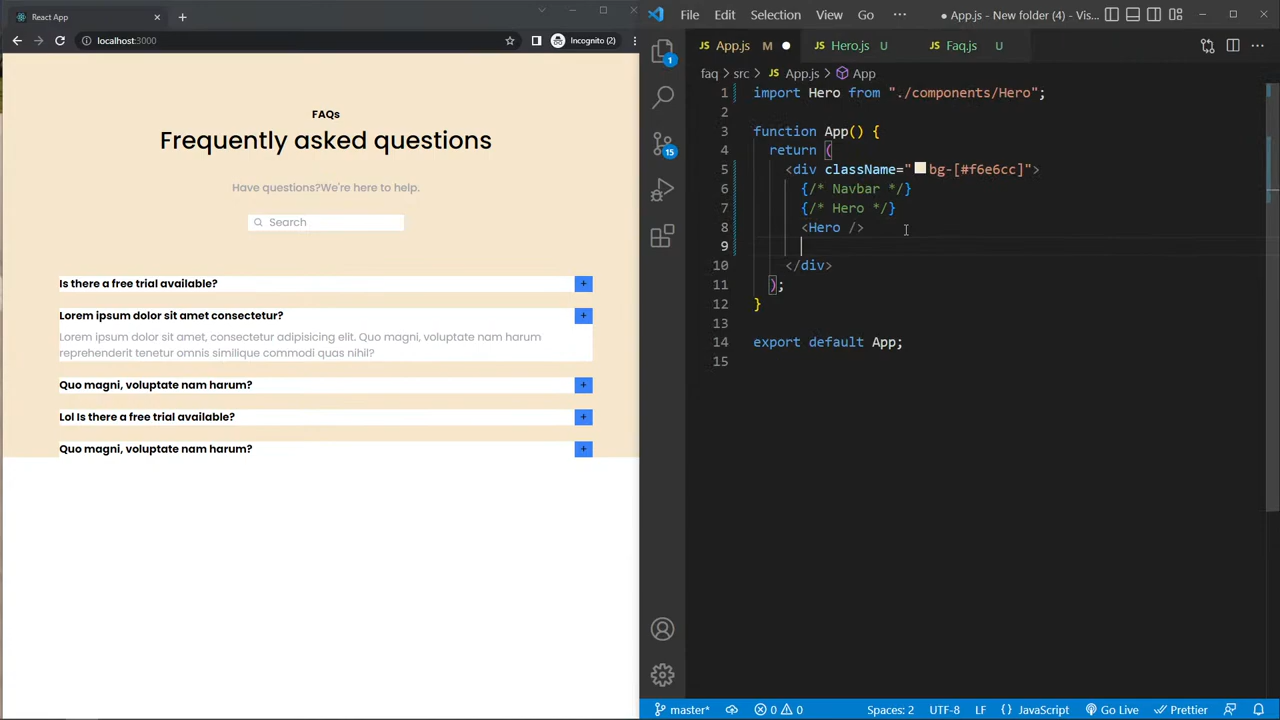 React App
localhost:3000
Incognito (2)
FAQs
Frequently asked questions
Have questions?We're here to help.
Search
Is there a free trial available?
+
Lorem ipsum dolor sit amet consectetur?
+
Lorem ipsum dolor sit amet, consectetur adipisicing elit. Quo magni, voluptate nam harum
reprehenderit tenetur omnis similique commodi quas nihil?
Quo magni, voluptate nam harum?
+
Lol Is there a free trial available?
+
Quo magni, voluptate nam harum?
+
File Edit Selection View Go ··· ● App.js - New folder (4) - Vis...
JS App.js M ● JS Hero.js U JS Faq.js U
faq > src > JS App.js > App
1 import Hero from "./components/Hero";
2
3 function App() {
4 return (
5 <div className="bg-[#f6e6cc]">
6 {/* Navbar */}
7 {/* Hero */}
8 <Hero />
9
10 </div>
11 );
12 }
13
14 export default App;
15
1
15
master* 0 0 Spaces: 2 UTF-8 LF {} JavaScript Go Live Prettier